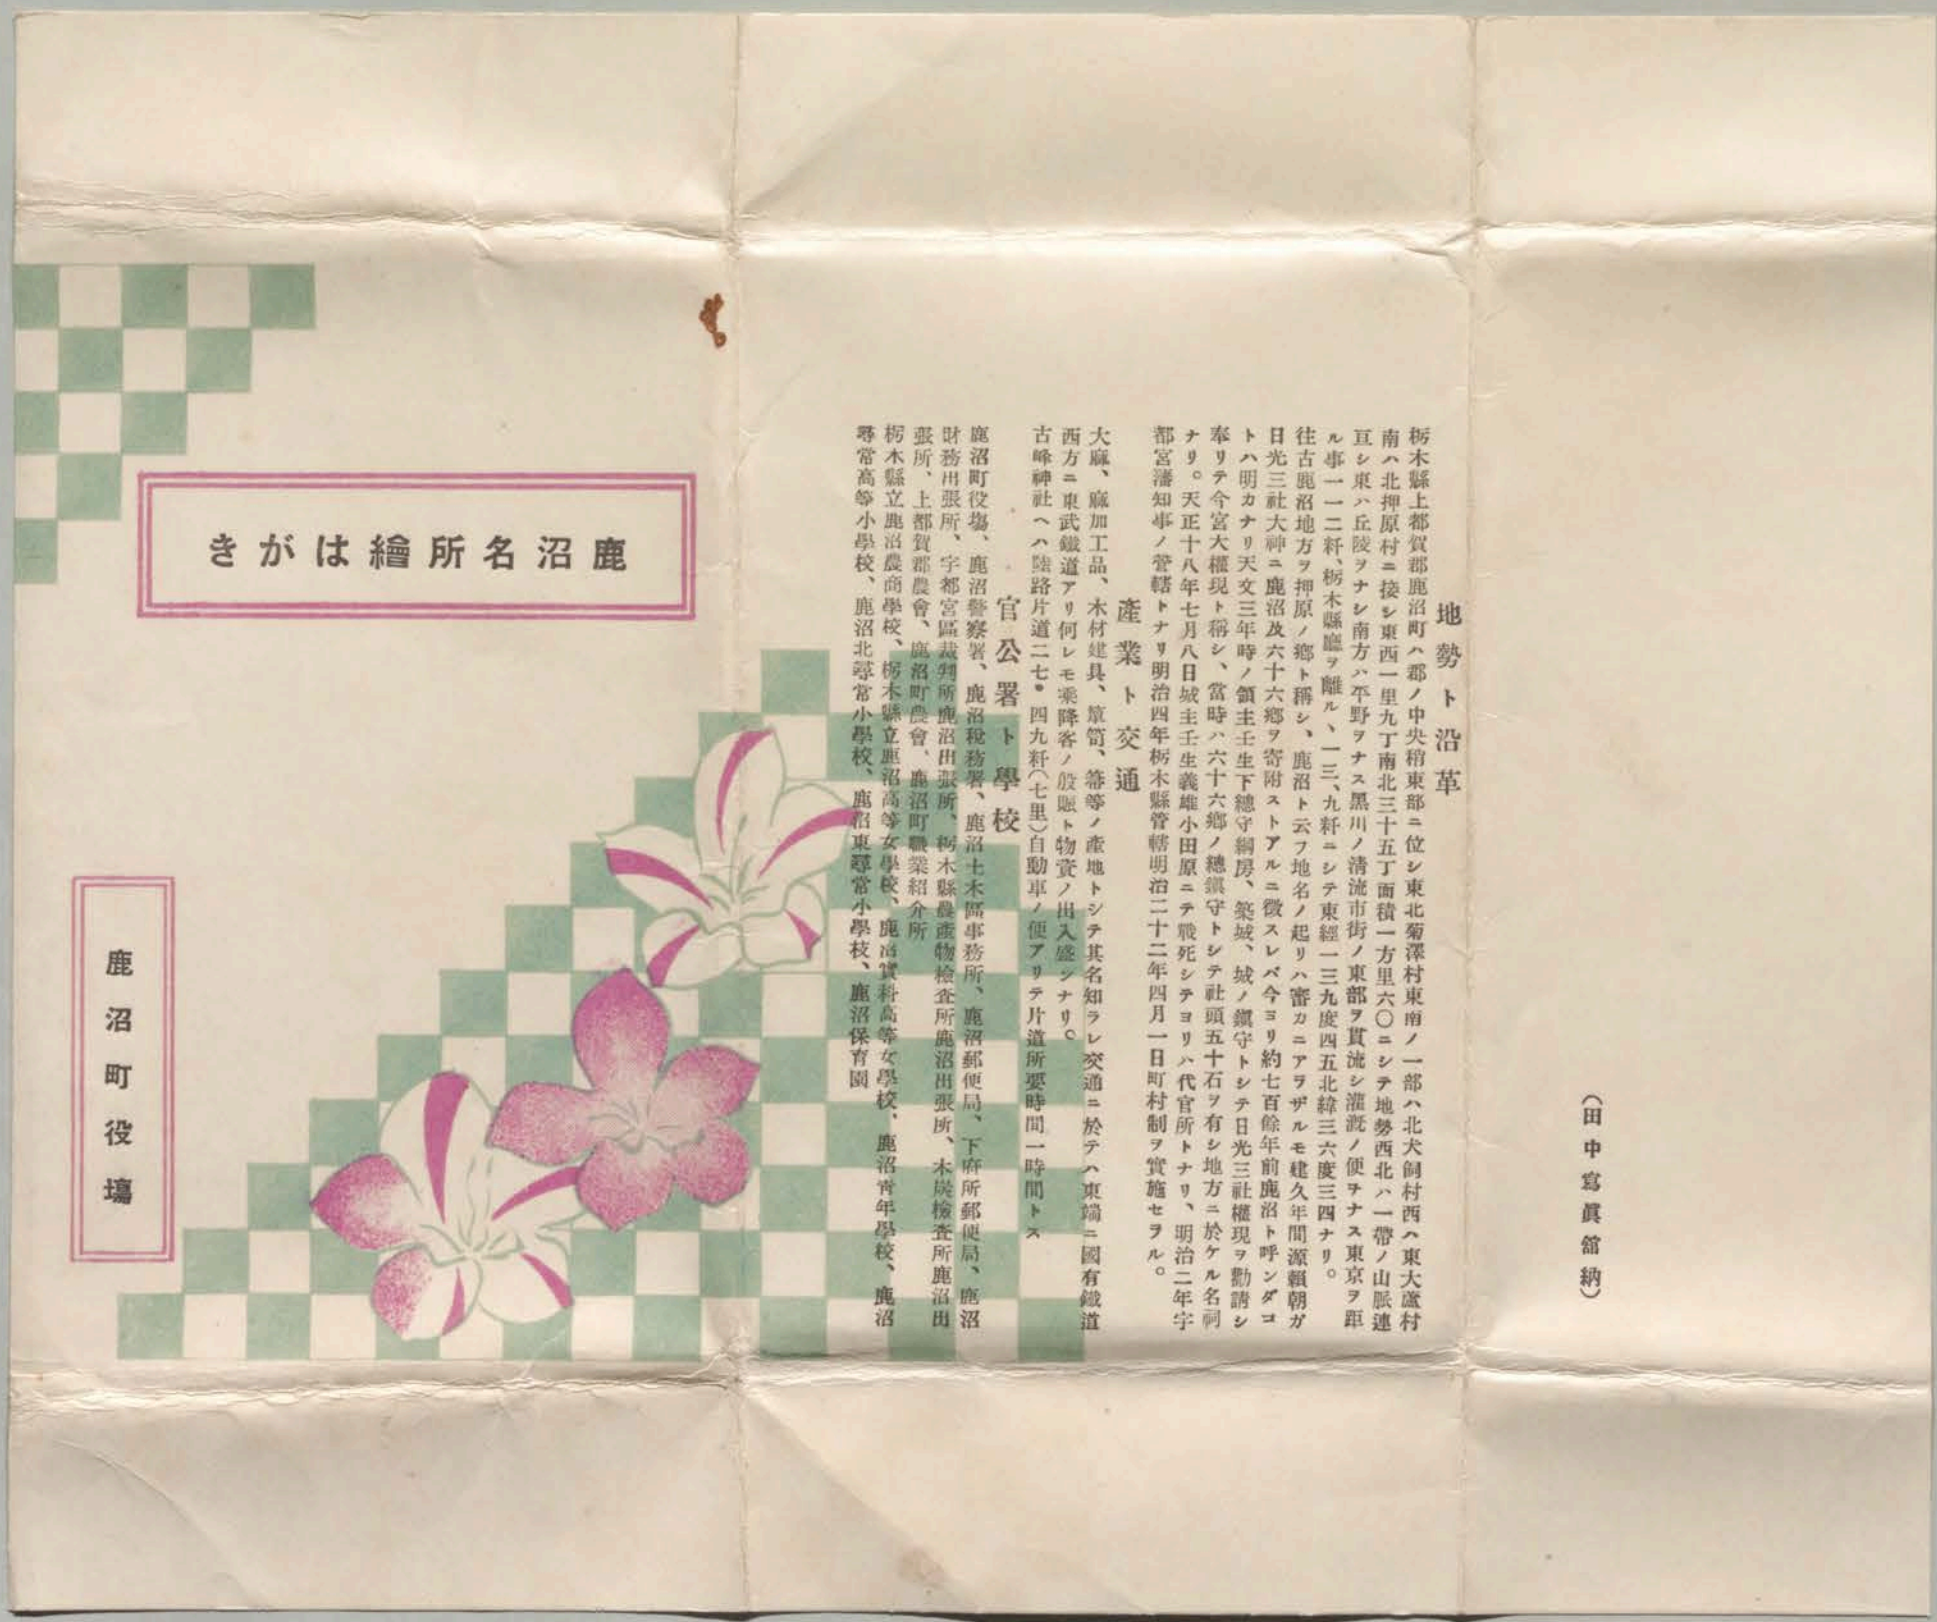 鹿沼名所繪はがき
鹿沼町役塲
地勢ト沿革
栃木縣上都賀郡鹿沼町ハ郡ノ中央稍東部ニ位シ東北菊澤村東南ノ一部ハ北犬飼村西ハ東大蘆村
南ハ北押原村ニ接シ東西一里九丁南北三十五丁面積一方里六〇ニシテ地勢西北ハ一帶ノ山脈連
亘シ東ハ丘陵ヲナシ南方ハ平野ヲナス黑川ノ清流市街ノ東部ヲ貫流シ灌漑ノ便ヲナス東京ヲ距
ル事一一二粁、栃木縣廳ヲ離ル、一三、九粁ニシテ東經一三九度四五北緯三六度三四ナリ。
往古鹿沼地方ヲ押原ノ鄕ト稱シ、鹿沼ト云フ地名ノ起リハ審カニアヲザルモ建久年間源賴朝ガ
日光三社大神ニ鹿沼及六十六鄕ヲ寄附ストアルニ徴スレバ今ヨリ約七百餘年前鹿沼ト呼ンダコ
トハ明カナリ天文三年時ノ領主壬生下總守綱房、築城、城ノ鎭守トシテ日光三社權現ヲ勸請シ
奉リテ今宮大權現ト稱シ、當時ハ六十六鄕ノ總鎭守トシテ社頭五十石ヲ有シ地方ニ於ケル名祠
ナリ。天正十八年七月八日城主壬生義雄小田原ニテ戰死シテヨリハ代官所トナリ、明治二年宇
都宮藩知事ノ管轄トナリ明治四年栃木縣管轄明治二十二年四月一日町村制ヲ實施セヲル。
產業ト交通
大麻、麻加工品、木材建具、簞笥、箒等ノ產地トシテ其名知ラレ交通ニ於テハ東端ニ國有鐵道
西方ニ東武鐵道アリ何レモ乘降客ノ殷賑ト物資ノ出入盛ンナリ。
古峰神社ヘハ陸路片道二七・四九粁(七里)自動車ノ便アリテ片道所要時間一時間トス
官公署ト學校
鹿沼町役塲、鹿沼警察署、鹿沼稅務署、鹿沼土木區事務所、鹿沼郵便局、下府所郵便局、鹿沼
財務出張所、宇都宮區裁判所鹿沼出張所、栃木縣農產物檢査所鹿沼出張所、木炭檢査所鹿沼出
張所、上都賀郡農會、鹿沼町農會、鹿沼町職業紹介所
栃木縣立鹿沼農商學校、栃木縣立鹿沼高等女學校、鹿沼實科高等女學校、鹿沼靑年學校、鹿沼
尋常高等小學校、鹿沼北尋常小學校、鹿沼東尋常小學校、鹿沼保育園
(田中寫眞舘納)